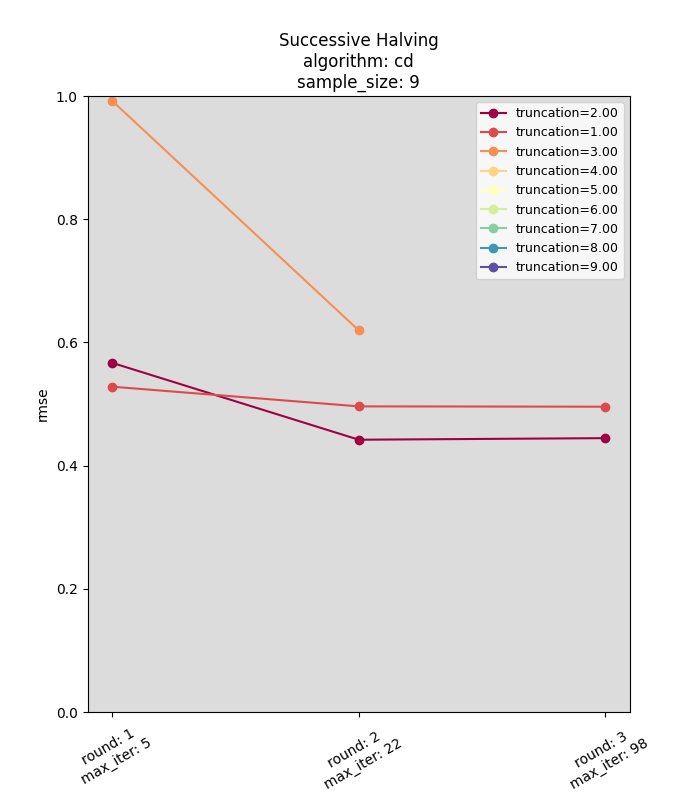 Successive Halving
algorithm: cd
sample_size: 9
1.0
0.8
0.6
0.4
0.2
0.0
rmse
truncation=2.00
truncation=1.00
truncation=3.00
truncation=4.00
truncation=5.00
truncation=6.00
truncation=7.00
truncation=8.00
truncation=9.00
round: 1
max_iter: 5
round: 2
max_iter: 22
round: 3
max_iter: 98